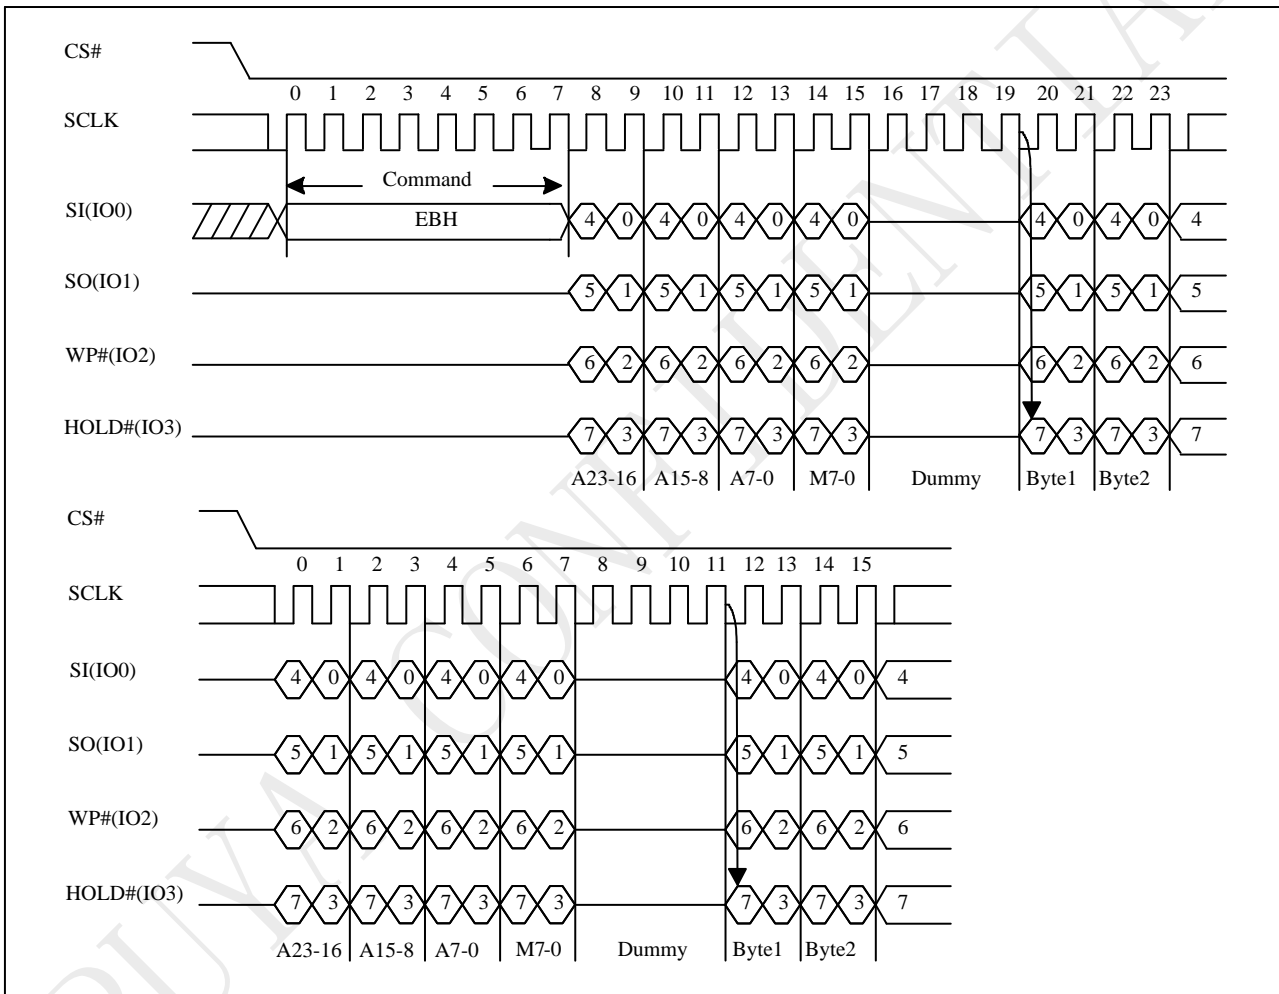 CS#
0 1 2 3 4 5 6 7 8 9 10 11 12 13 14 15 16 17 18 19 20 21 22 23
SCLK
Command
SI(IO0) EBH 4 0 4 0 4 0 4 0 4 0 4 0 4
SO(IO1) 5 1 5 1 5 1 5 1 5 1 5 1 5
WP#(IO2) 6 2 6 2 6 2 6 2 6 2 6 2 6
HOLD#(IO3) 7 3 7 3 7 3 7 3 7 3 7 3 7
A23-16 A15-8 A7-0 M7-0 Dummy Byte1 Byte2
CS#
0 1 2 3 4 5 6 7 8 9 10 11 12 13 14 15
SCLK
SI(IO0) 4 0 4 0 4 0 4 0 4 0 4 0 4
SO(IO1) 5 1 5 1 5 1 5 1 5 1 5 1 5
WP#(IO2) 6 2 6 2 6 2 6 2 6 2 6 2 6
HOLD#(IO3) 7 3 7 3 7 3 7 3 7 3 7 3 7
A23-16 A15-8 A7-0 M7-0 Dummy Byte1 Byte2
PUYA CONFIDENTIAL